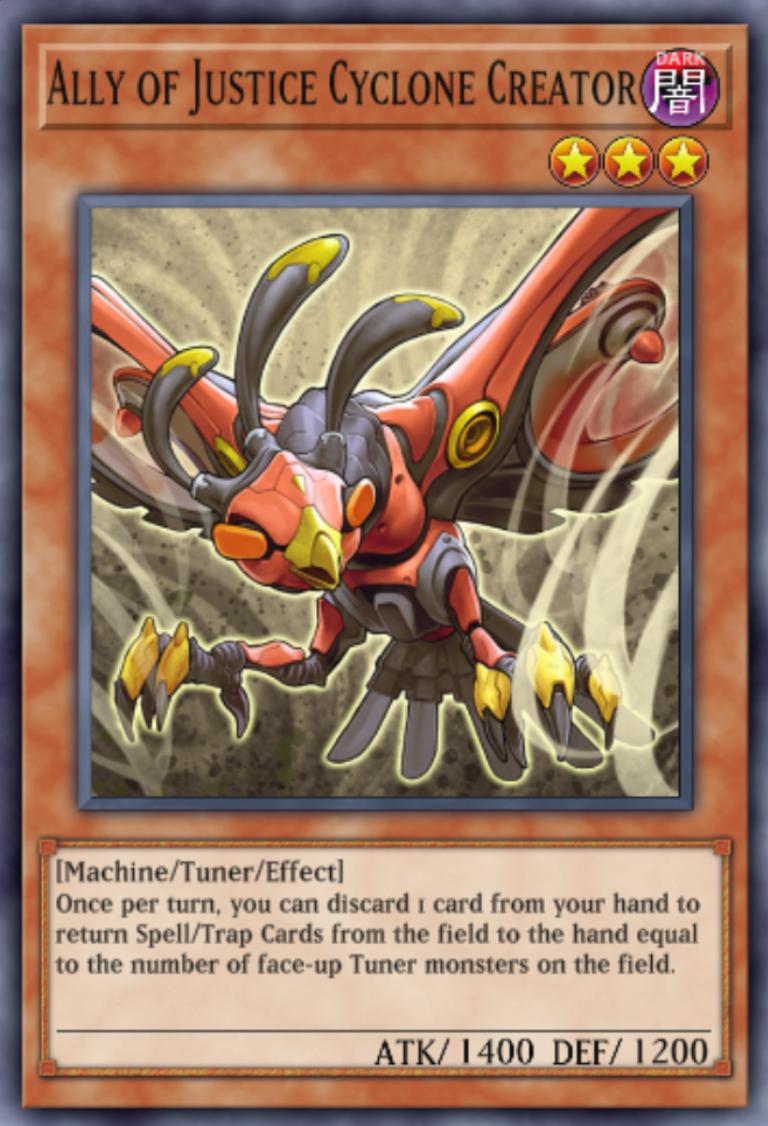 ALLY OF JUSTICE CYCLONE CREATOR
DARK
闇
[Machine/Tuner/Effect]
Once per turn, you can discard 1 card from your hand to
return Spell/Trap Cards from the field to the hand equal
to the number of face-up Tuner monsters on the field.
ATK/ 1400 DEF/ 1200